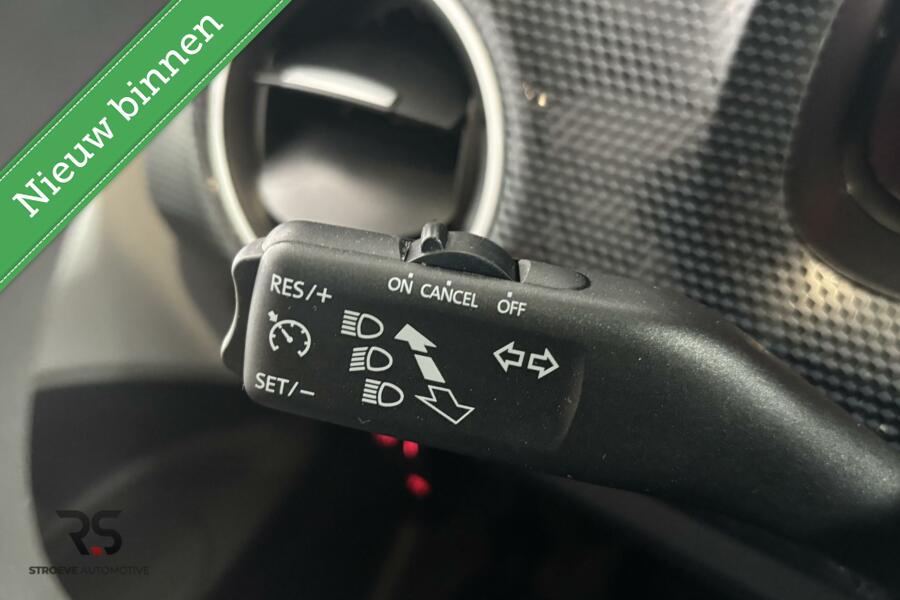 Nieuw binnen
RES/+
ON CANCEL OFF
SET/-
RS
STROEVE AUTOMOTIVE